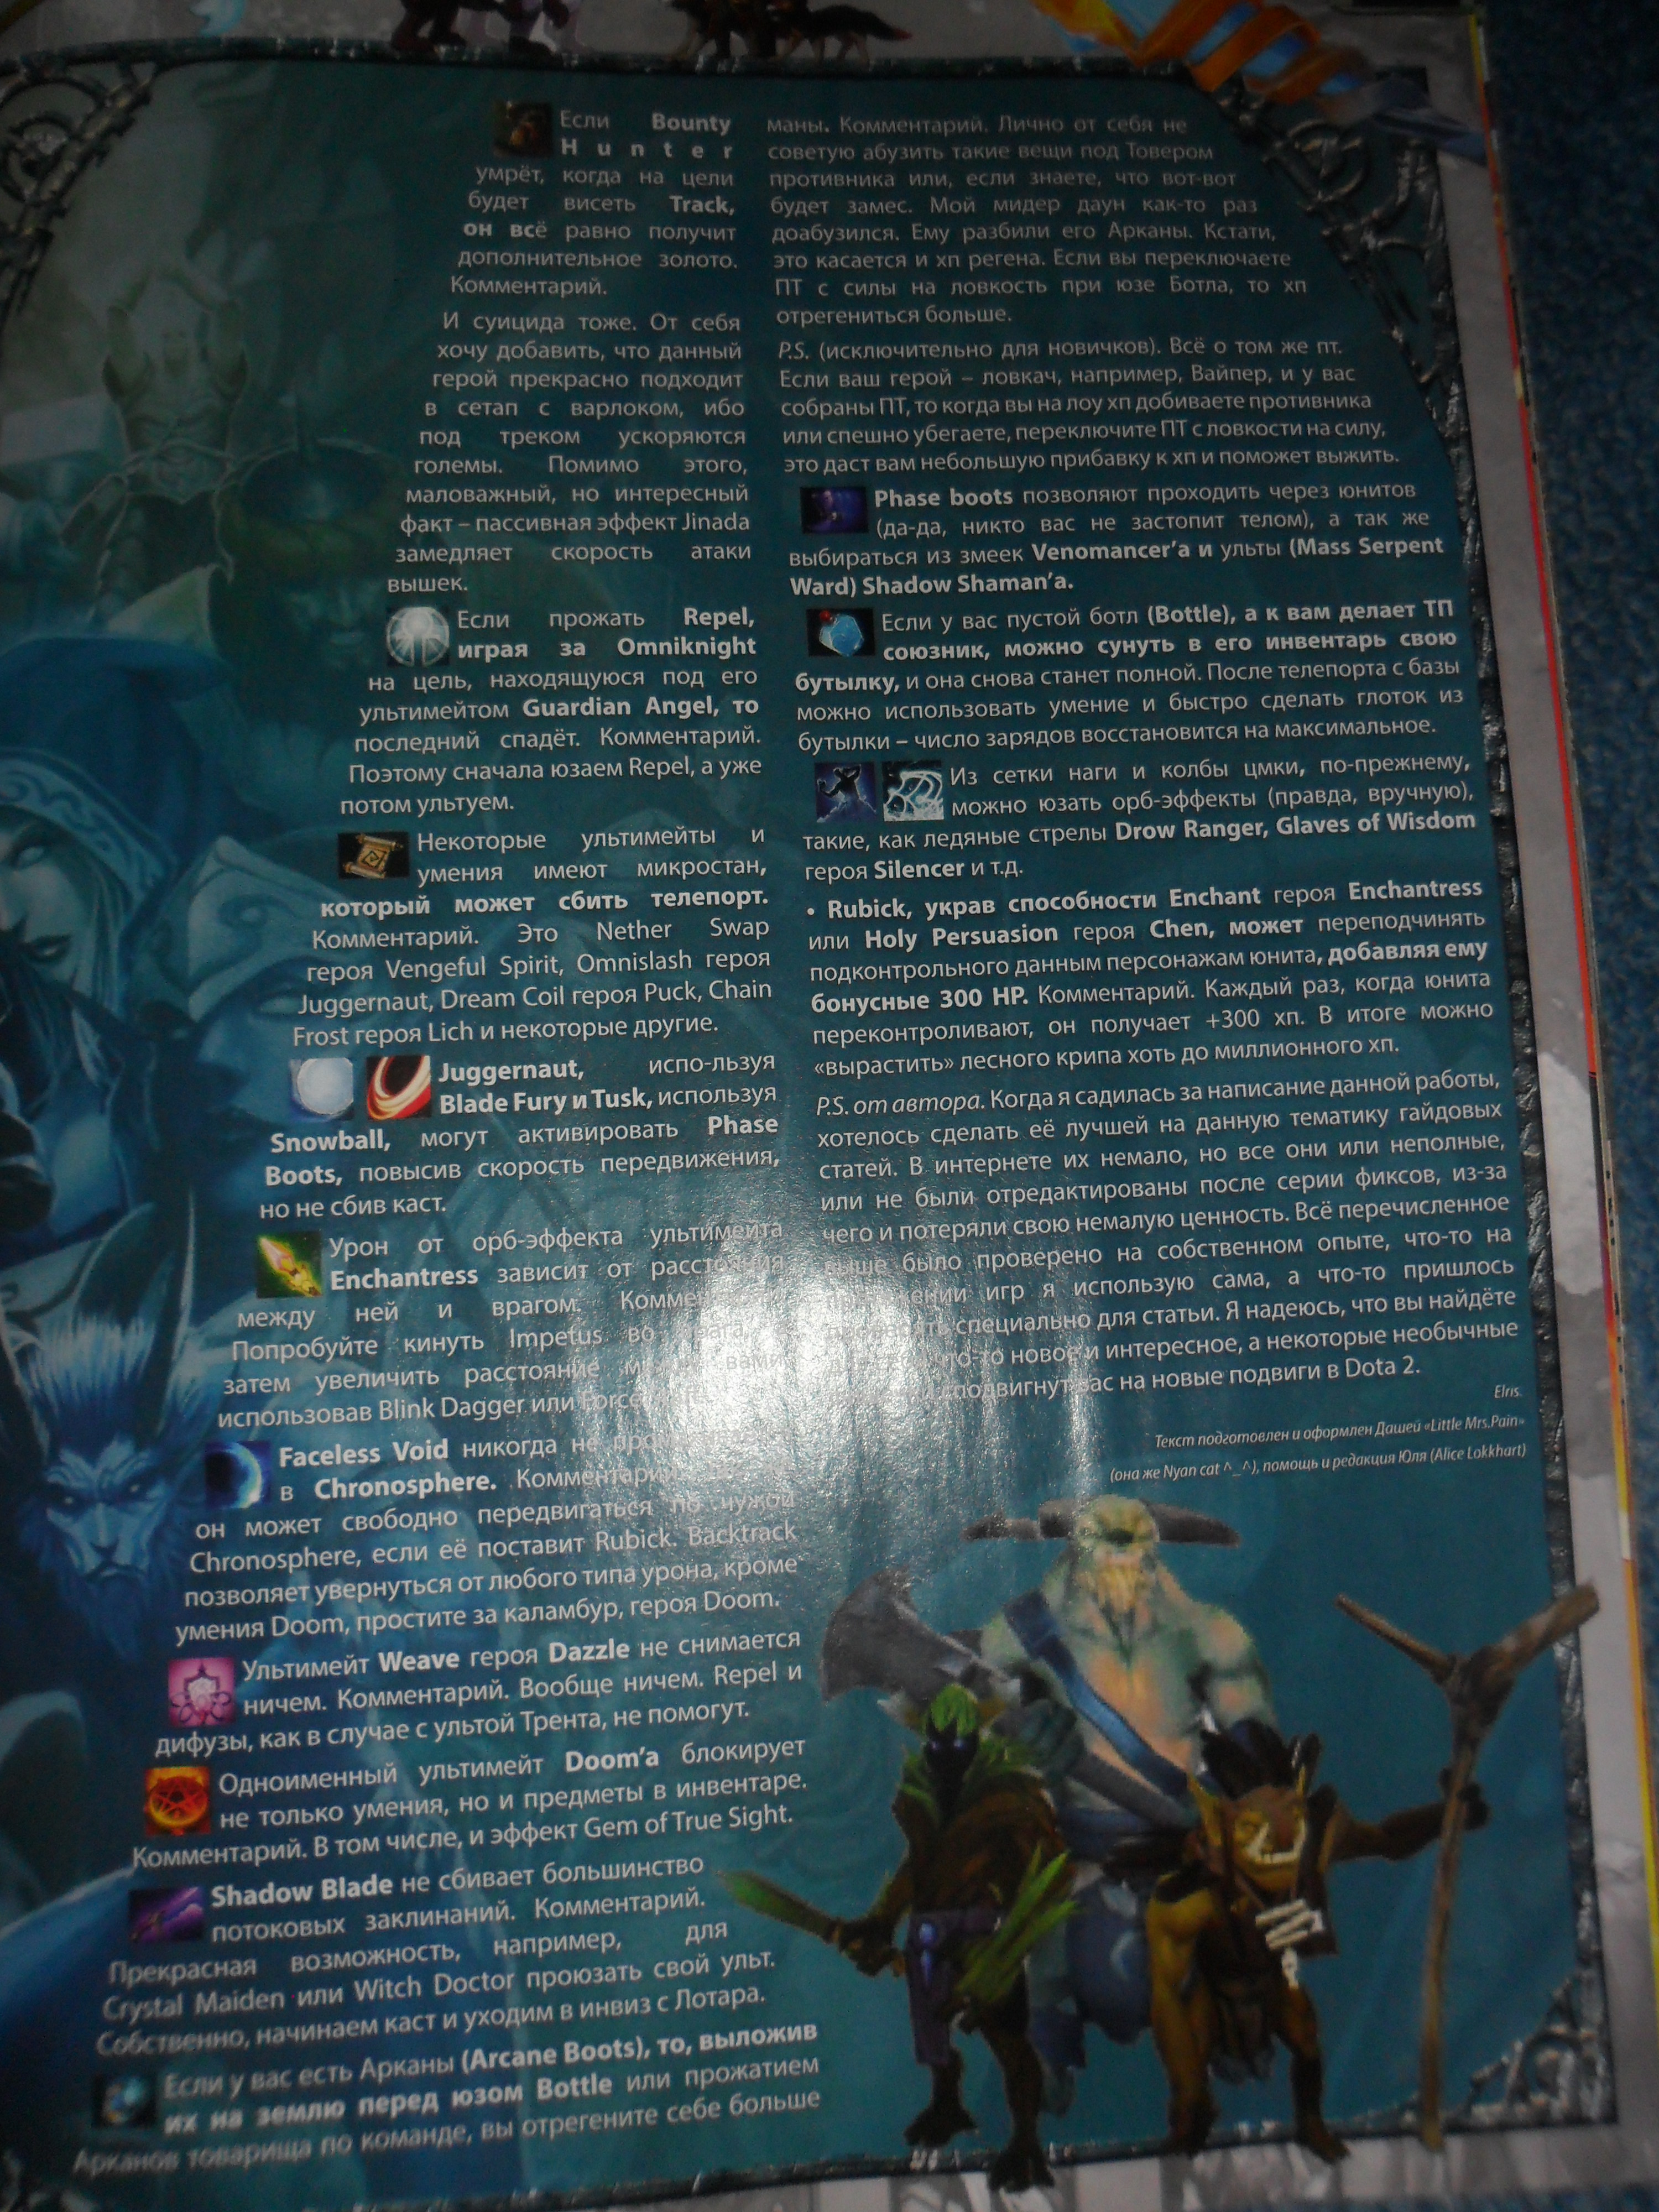 Если Bounty
Hunter
умрёт, когда на цели
будет висеть Track,
он всё равно получит
дополнительное золото.
Комментарий.
И суицида тоже. От себя
хочу добавить, что данный
герой прекрасно подходит
в сетап с варлоком, ибо
под треком ускоряются
големы. Помимо этого,
маловажный, но интересный
факт – пассивная эффект Jinada
замедляет скорость атаки
вышек.
Если прожать Repel,
играя за Omniknight
на цель, находящуюся под его
ультимейтом Guardian Angel, то
последний спадёт. Комментарий.
Поэтому сначала юзаем Repel, а уже
потом ультуем.
Некоторые ультимейты и
умения имеют микростан,
который может сбить телепорт.
Комментарий. Это Nether Swap
героя Vengeful Spirit, Omnislash героя
Juggernaut, Dream Coil героя Puck, Chain
Frost героя Lich и некоторые другие.
Juggernaut, испо-льзуя
Blade Fury и Tusk, используя
Snowball, могут активировать Phase
Boots, повысив скорость передвижения,
но не сбив каст.
Урон от орб-эффекта ультимейта
Enchantress зависит от расстояния
между ней и врагом.
Попробуйте кинуть Impetus во врага
затем увеличить расстояние вами
использовав Blink Dagger или
Faceless Void никогда не
в Chronosphere. Комментарий.
он может свободно передвигаться по чужой
Chronosphere, если её поставит Rubick. Backtrack
позволяет увернуться от любого типа урона, кроме
умения Doom, простите за каламбур, героя Doom.
Ультимейт Weave героя Dazzle не снимается
ничем. Комментарий. Вообще ничем. Repel и
дифузы, как в случае с ультой Трента, не помогут.
Одноименный ультимейт Doom'а блокирует
не только умения, но и предметы в инвентаре.
Комментарий. В том числе, и эффект Gem of True Sight.
Shadow Blade не сбивает большинство
потоковых заклинаний. Комментарий.
Прекрасная возможность, например, для
Crystal Maiden или Witch Doctor проюзать свой ульт.
Собственно, начинаем каст и уходим в инвиз с Лотара.
Если у вас есть Арканы (Arcane Boots), то, выложив
их на землю перед юзом Bottle или прожатием
Арканов товарища по команде, вы отрегените себе больше
маны. Комментарий. Лично от себя не
советую абузить такие вещи под Товером
противника или, если знаете, что вот-вот
будет замес. Мой мидер даун как-то раз
доабузился. Ему разбили его Арканы. Кстати,
это касается и хп регена. Если вы переключаете
ПТ с силы на ловкость при юзе Ботла, то хп
отрегениться больше.
P.S. (исключительно для новичков). Всё о том же пт.
Если ваш герой – ловкач, например, Вайпер, и у вас
собраны ПТ, то когда вы на лоу хп добиваете противника
или спешно убегаете, переключите ПТ с ловкости на силу,
это даст вам небольшую прибавку к хп и поможет выжить.
Phase boots позволяют проходить через юнитов
(да-да, никто вас не застопит телом), а так же
выбираться из змеек Venomancer'а и ульты (Mass Serpent
Ward) Shadow Shaman'а.
Если у вас пустой ботл (Bottle), а к вам делает ТП
союзник, можно сунуть в его инвентарь свою
бутылку, и она снова станет полной. После телепорта с базы
можно использовать умение и быстро сделать глоток из
бутылки – число зарядов восстановится на максимальное.
Из сетки наги и колбы цмки, по-прежнему,
можно юзать орб-эффекты (правда, вручную),
такие, как ледяные стрелы Drow Ranger, Glaves of Wisdom
героя Silencer и т.д.
• Rubick, украв способности Enchant героя Enchantress
или Holy Persuasion героя Chen, может переподчинять
подконтрольного данным персонажам юнита, добавляя ему
бонусные 300 HP. Комментарий. Каждый раз, когда юнита
переконтроливают, он получает +300 хп. В итоге можно
«вырастить» лесного крипа хоть до миллионного хп.
P.S. от автора. Когда я садилась за написание данной работы,
хотелось сделать её лучшей на данную тематику гайдовых
статей. В интернете их немало, но все они или неполные,
или не были отредактированы после серии фиксов, из-за
чего и потеряли свою немалую ценность. Всё перечисленное
выше было проверено на собственном опыте, что-то на
игр я использую сама, а что-то пришлось
специально для статьи. Я надеюсь, что вы найдёте
что-то новое и интересное, а некоторые необычные
сподвигнут вас на новые подвиги в Dota 2.
Elris.
Текст подготовлен и оформлен Дашей «Little Mrs.Pain»
(она же Nyan cat ^_^), помощь и редакция Юля (Alice Lokkhart)